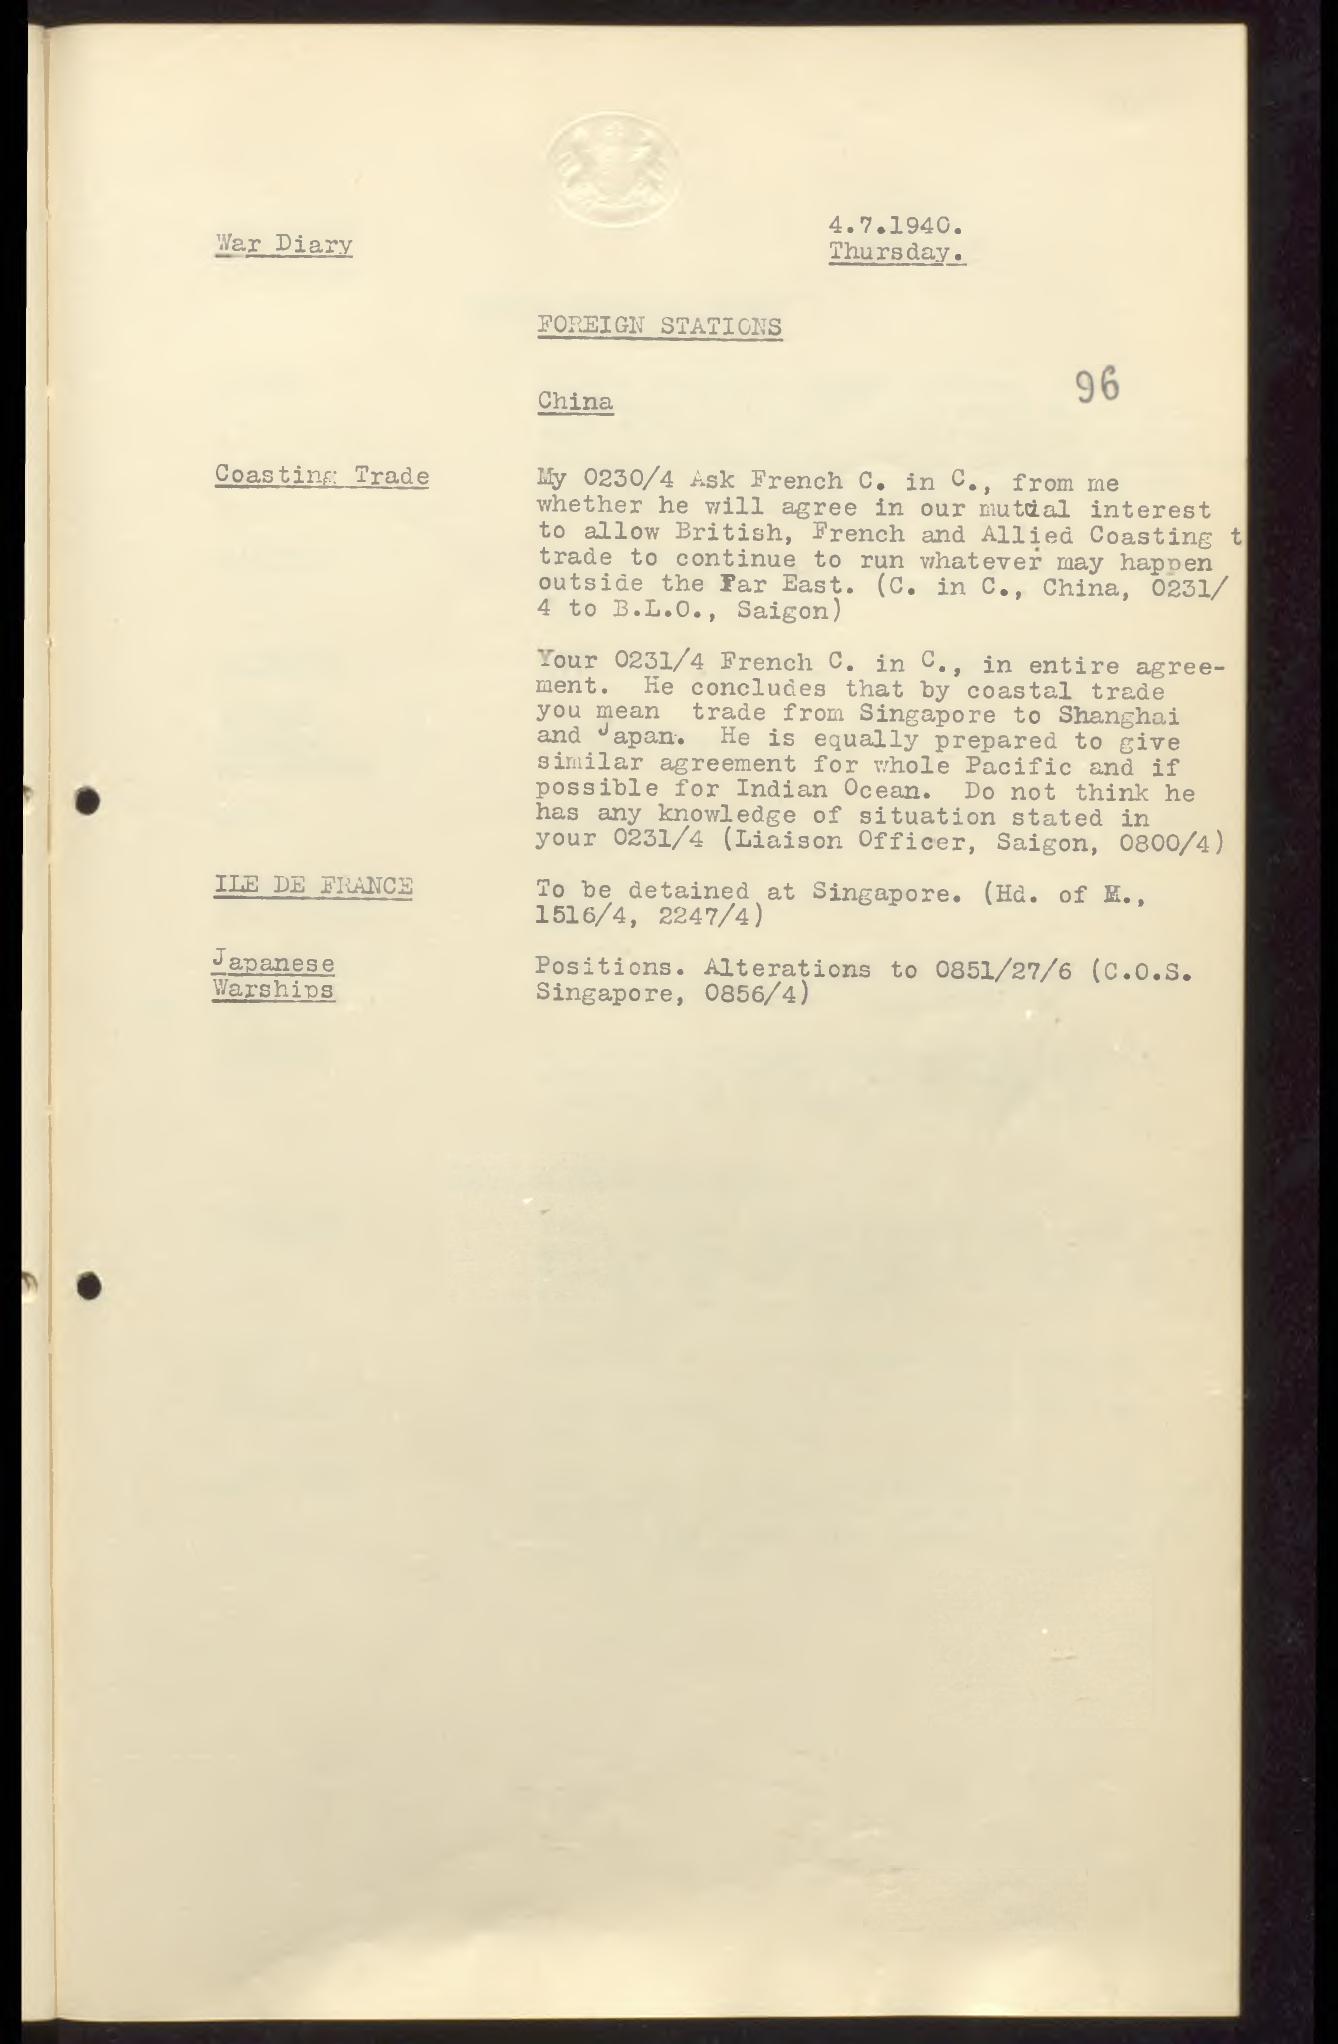 War Diary
4.7.1940.
Thursday.
FOREIGN STATIONS
96
China
Coasting Trade
My 0230/4 Ask French C. in C., from me
whether he will agree in our mutual interest
to allow British, French and Allied Coasting t
trade to continue to run whatever may happen
outside the Far East. (C. in C., China, 0231/
4 to B.L.O., Saigon)
Your 0231/4 French C. in C., in entire agree-
ment. He concludes that by coastal trade
you mean trade from Singapore to Shanghai
and Japan. He is equally prepared to give
similar agreement for whole Pacific and if
possible for Indian Ocean. Do not think he
has any knowledge of situation stated in
your 0231/4 (Liaison Officer, Saigon, 0800/4)
ILE DE FRANCE
To be detained at Singapore. (Hd. of M.,
1516/4, 2247/4)
Japanese
Warships
Positions. Alterations to 0851/27/6 (C.O.S.
Singapore, 0856/4)